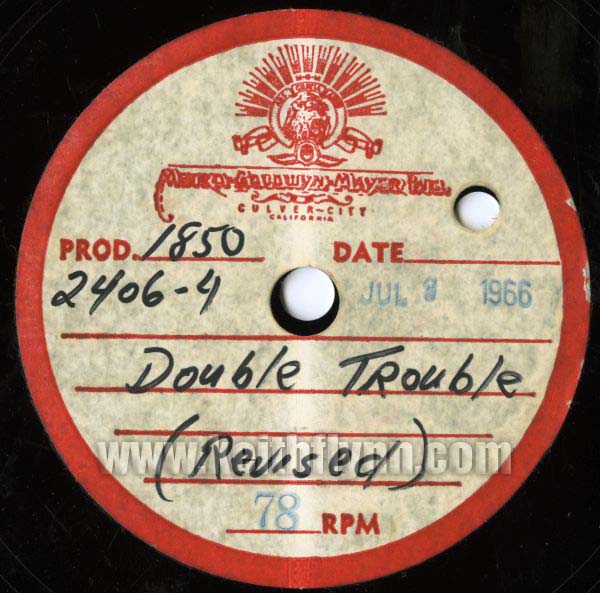 M-G-M
METRO-GOLDWYN-MAYER INC.
CULVER-CITY
CALIFORNIA
PROD. 1850 DATE
2406-4 JUL 1966
Double Trouble
(Revised)
www.keithflynn.com
78 RPM